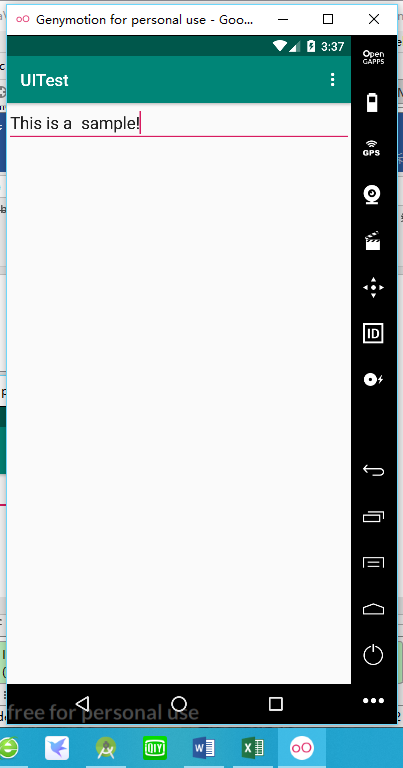 Genymotion for personal use - Goo...
3:37
Open
GAPPS
UITest
This is a  sample!
GPS
ID
free for personal use
QIY